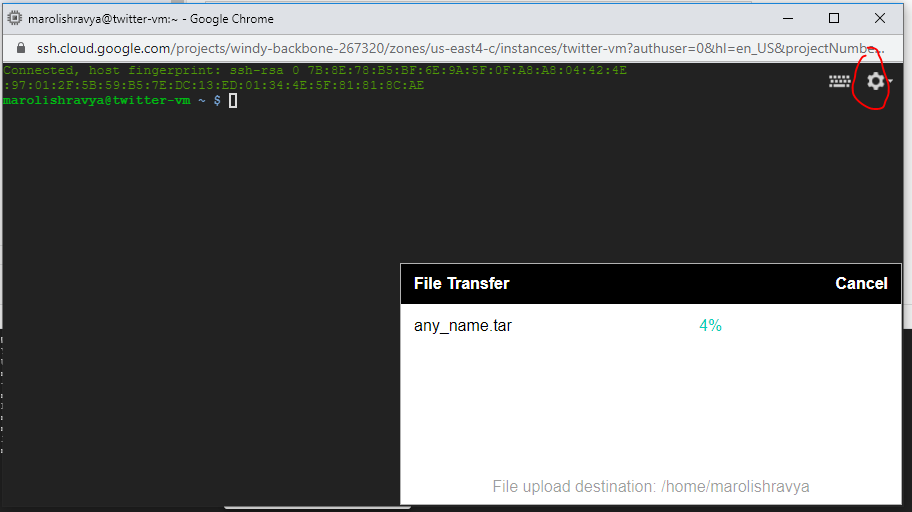 marolishravya@twitter-vm:~ - Google Chrome
ssh.cloud.google.com/projects/windy-backbone-267320/zones/us-east4-c/instances/twitter-vm?authuser=0&hl=en_US&projectNumbe...
Connected, host fingerprint: ssh-rsa 0 7B:8E:78:B5:BF:6E:9A:5F:0F:A8:A8:04:42:4E
:97:01:2F:5B:59:B5:7E:DC:13:ED:01:34:4E:5F:81:81:8C:AE
marolishravya@twitter-vm ~ $
File Transfer Cancel
any_name.tar 4%
File upload destination: /home/marolishravya